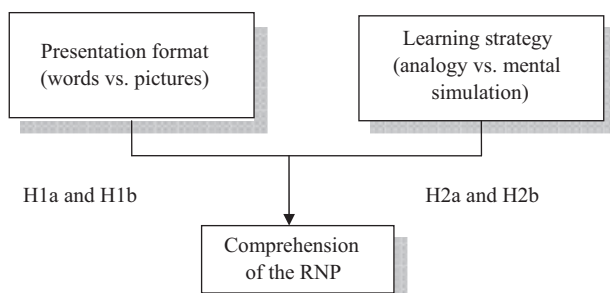 Presentation format
(words vs. pictures)
Learning strategy
(analogy vs. mental
simulation)
H1a and H1b
H2a and H2b
Comprehension
of the RNP